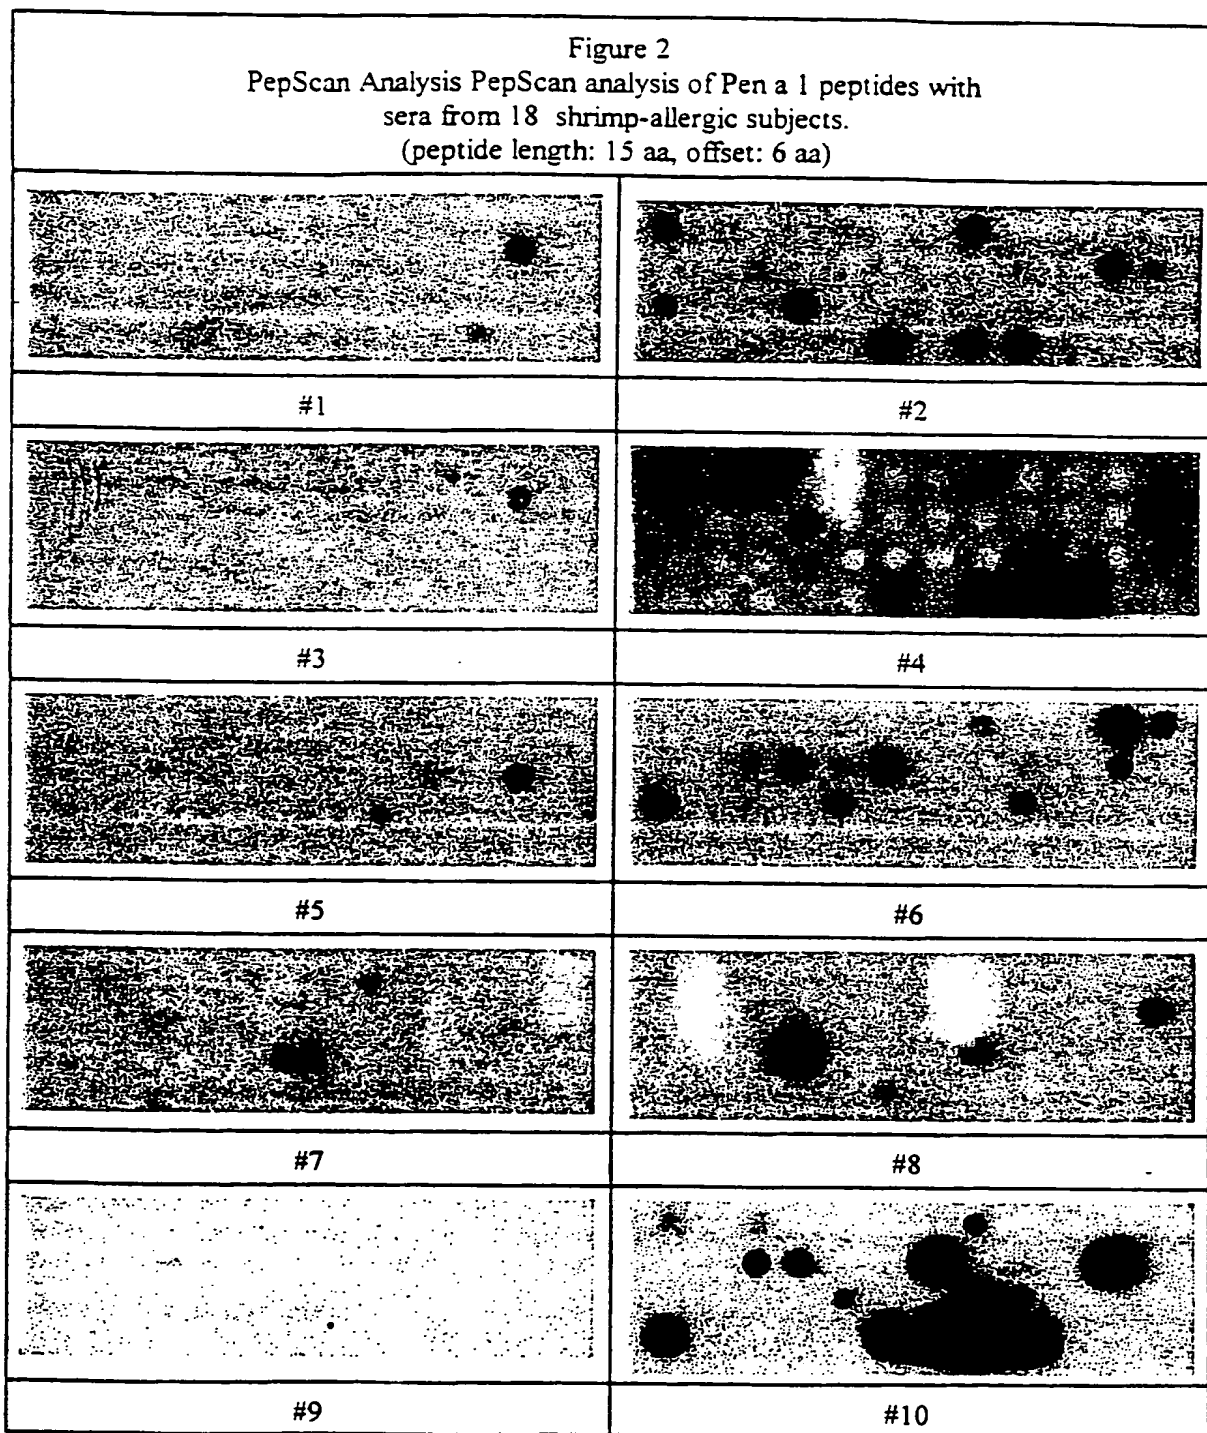 Figure 2
PepScan Analysis PepScan analysis of Pen a 1 peptides with
sera from 18 shrimp-allergic subjects.
(peptide length: 15 aa, offset: 6 aa)
#1
#2
#3
#4
#5
#6
#7
#8
#9
#10